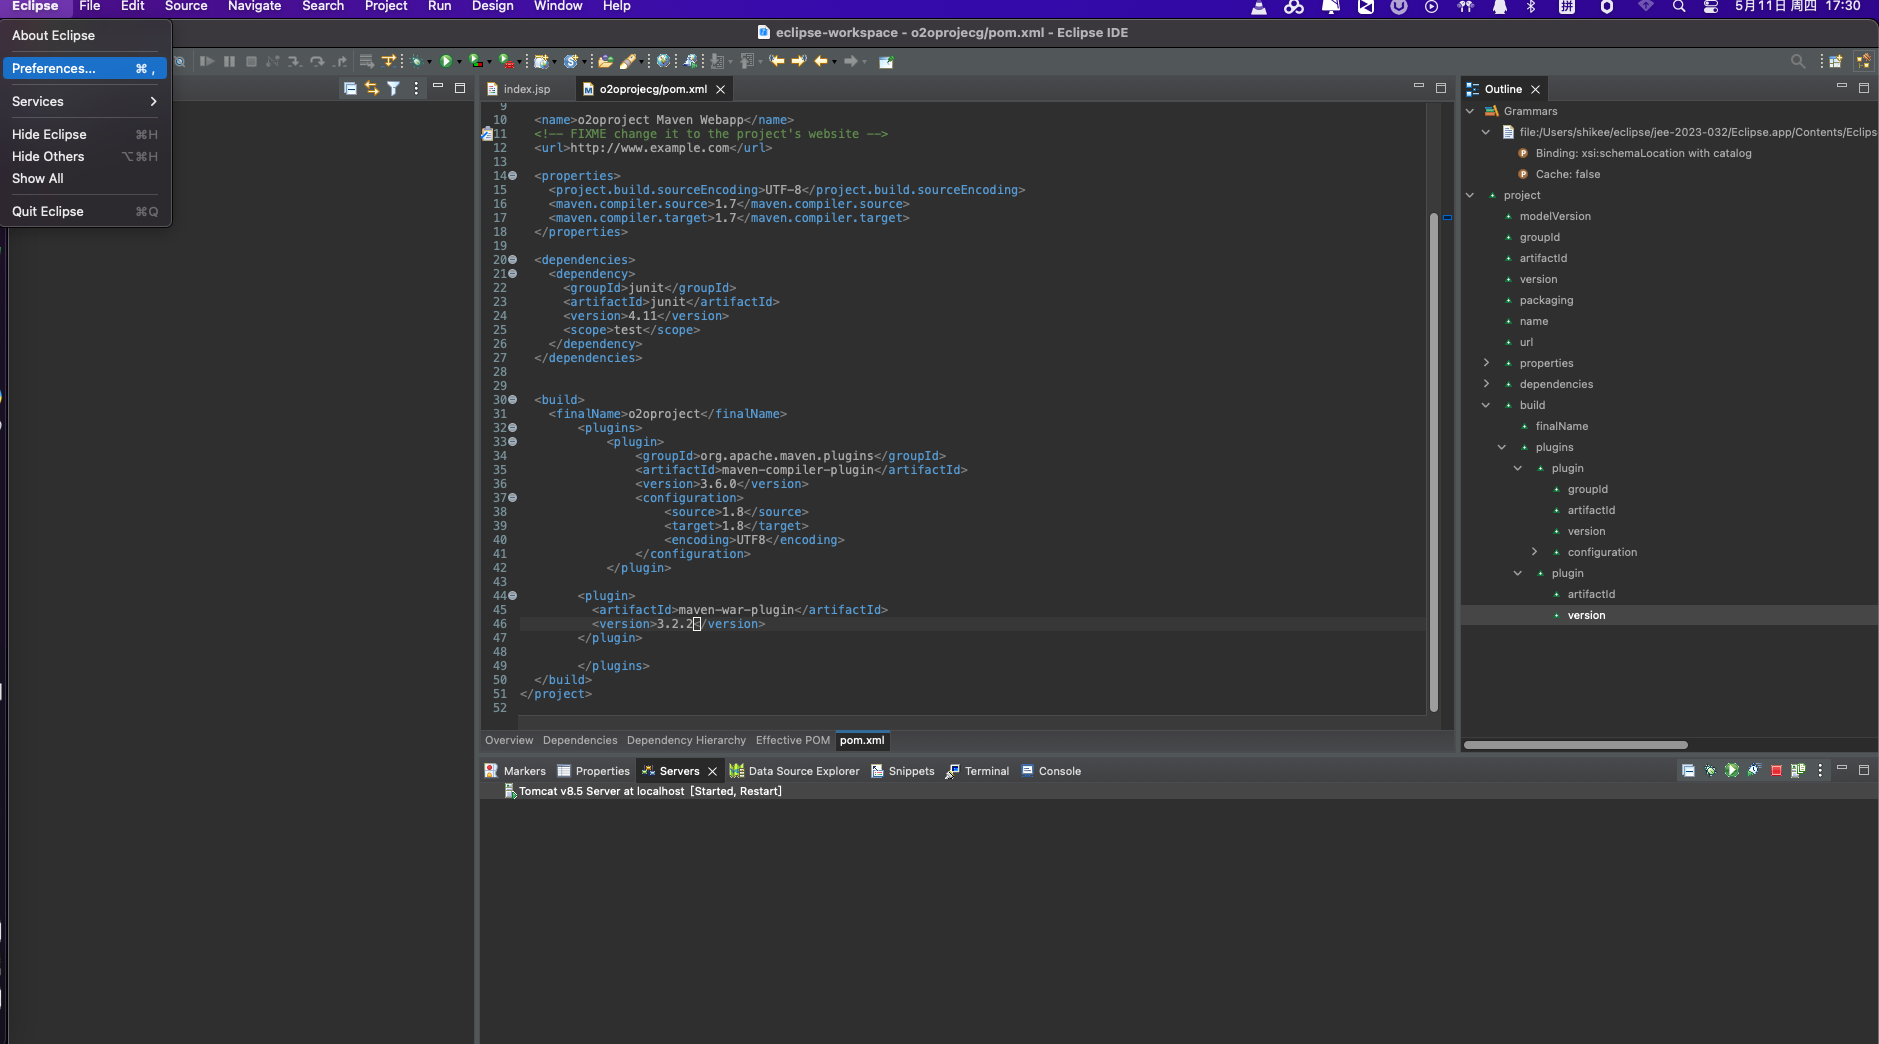 Eclipse File Edit Source Navigate Search Project Run Design Window Help 拼 5月11日 周四 17:30
eclipse-workspace - o2oprojecg/pom.xml - Eclipse IDE
About Eclipse
Preferences... ⌘ ,
Services
Hide Eclipse ⌘H
Hide Others ⌥⌘H
Show All
Quit Eclipse ⌘Q
index.jsp o2oprojecg/pom.xml
9
10 <name>o2oproject Maven Webapp</name>
11 <!-- FIXME change it to the project's website -->
12 <url>http://www.example.com</url>
13
14 <properties>
15 <project.build.sourceEncoding>UTF-8</project.build.sourceEncoding>
16 <maven.compiler.source>1.7</maven.compiler.source>
17 <maven.compiler.target>1.7</maven.compiler.target>
18 </properties>
19
20 <dependencies>
21 <dependency>
22 <groupId>junit</groupId>
23 <artifactId>junit</artifactId>
24 <version>4.11</version>
25 <scope>test</scope>
26 </dependency>
27 </dependencies>
28
29
30 <build>
31 <finalName>o2oproject</finalName>
32 <plugins>
33 <plugin>
34 <groupId>org.apache.maven.plugins</groupId>
35 <artifactId>maven-compiler-plugin</artifactId>
36 <version>3.6.0</version>
37 <configuration>
38 <source>1.8</source>
39 <target>1.8</target>
40 <encoding>UTF8</encoding>
41 </configuration>
42 </plugin>
43
44 <plugin>
45 <artifactId>maven-war-plugin</artifactId>
46 <version>3.2.2</version>
47 </plugin>
48
49 </plugins>
50 </build>
51 </project>
52
Overview Dependencies Dependency Hierarchy Effective POM pom.xml
Outline
Grammars
file:/Users/shikee/eclipse/jee-2023-032/Eclipse.app/Contents/Eclips
Binding: xsi:schemaLocation with catalog
Cache: false
project
modelVersion
groupId
artifactId
version
packaging
name
url
properties
dependencies
build
finalName
plugins
plugin
groupId
artifactId
version
configuration
plugin
artifactId
version
Markers Properties Servers Data Source Explorer Snippets Terminal Console
Tomcat v8.5 Server at localhost [Started, Restart]